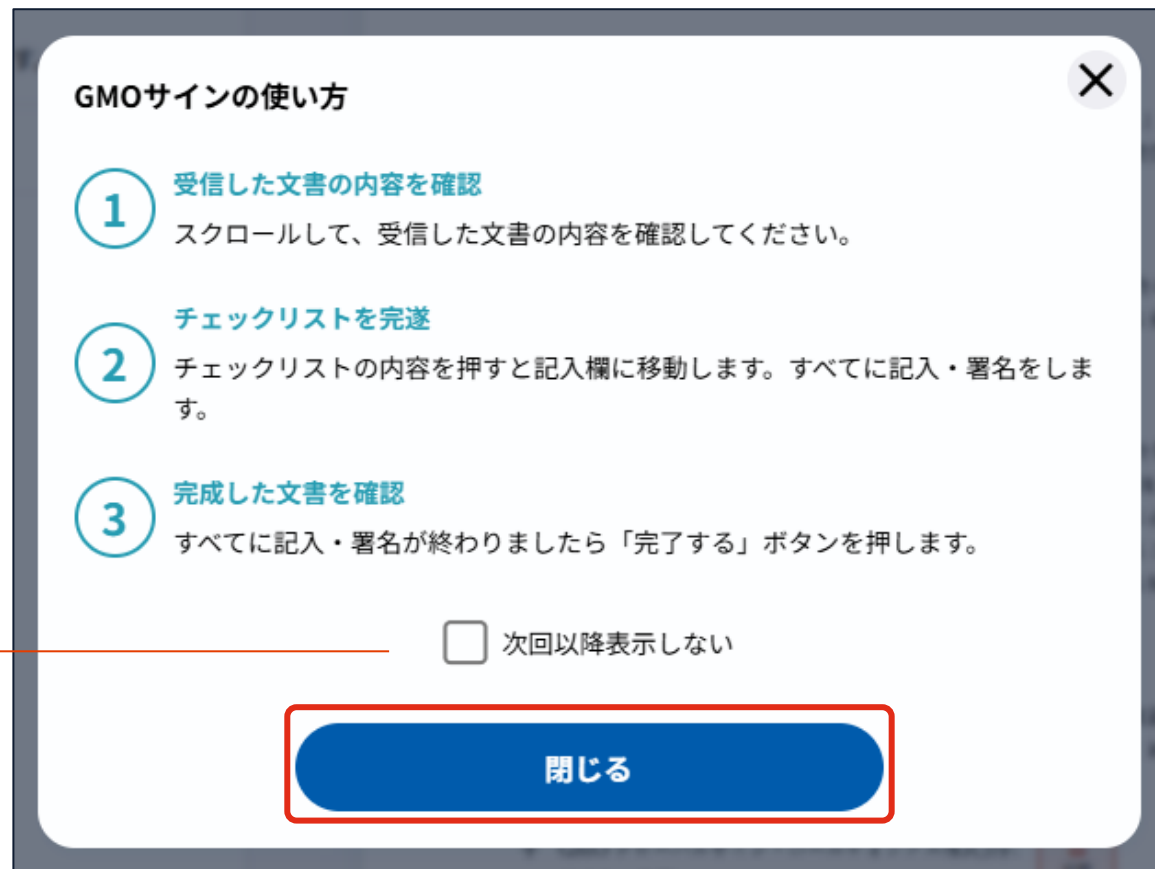 GMOサインの使い方
1
受信した文書の内容を確認
スクロールして、受信した文書の内容を確認してください。
2
チェックリストを完遂
チェックリストの内容を押すと記入欄に移動します。すべてに記入・署名をしま
す。
3
完成した文書を確認
すべてに記入・署名が終わりましたら「完了する」ボタンを押します。
次回以降表示しない
閉じる